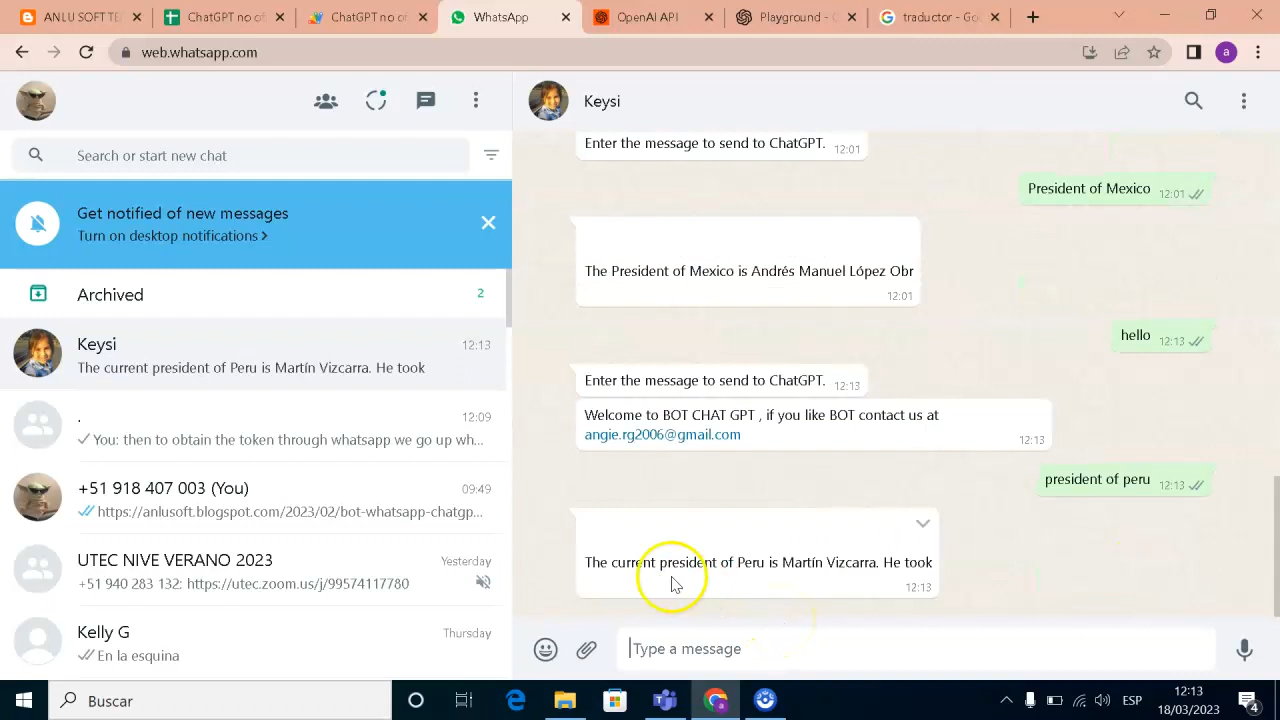 ANLU SOFT TE
ChatGPT no of
ChatGPT no of
WhatsApp
OpenAI API
Playground -
traductor - Go
web.whatsapp.com
a
Keysi
Search or start new chat
Get notified of new messages
Turn on desktop notifications >
Archived
2
Keysi
12:13
The current president of Peru is Martín Vizcarra. He took
.
12:09
You: then to obtain the token through whatsapp we go up wh...
+51 918 407 003 (You)
09:49
https://anlusoft.blogspot.com/2023/02/bot-whatsapp-chatgp...
UTEC NIVE VERANO 2023
Yesterday
+51 940 283 132: https://utec.zoom.us/j/99574117780
Kelly G
Thursday
En la esquina
Enter the message to send to ChatGPT.
12:01
President of Mexico
12:01
The President of Mexico is Andrés Manuel López Obr
12:01
hello
12:13
Enter the message to send to ChatGPT.
12:13
Welcome to BOT CHAT GPT , if you like BOT contact us at
angie.rg2006@gmail.com
12:13
president of peru
12:13
The current president of Peru is Martín Vizcarra. He took
12:13
Type a message
Buscar
ESP
12:13
18/03/2023
4